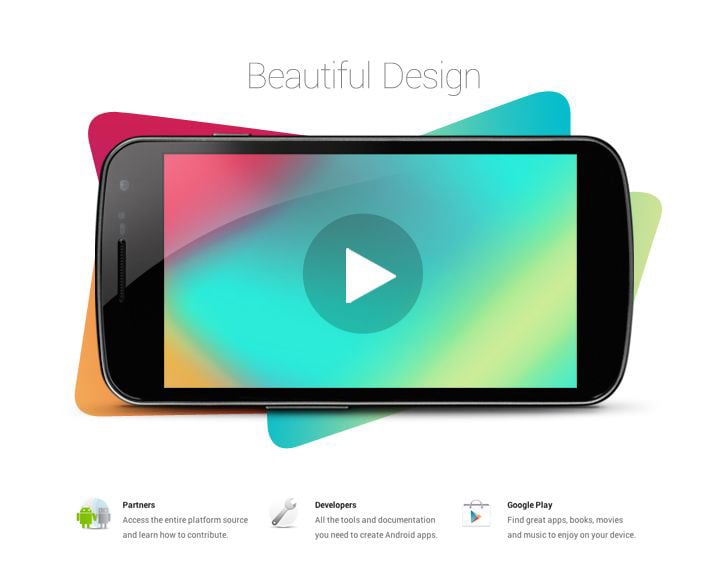 Beautiful Design
Partners
Access the entire platform source
and learn how to contribute.
Developers
All the tools and documentation
you need to create Android apps.
Google Play
Find great apps, books, movies
and music to enjoy on your device.